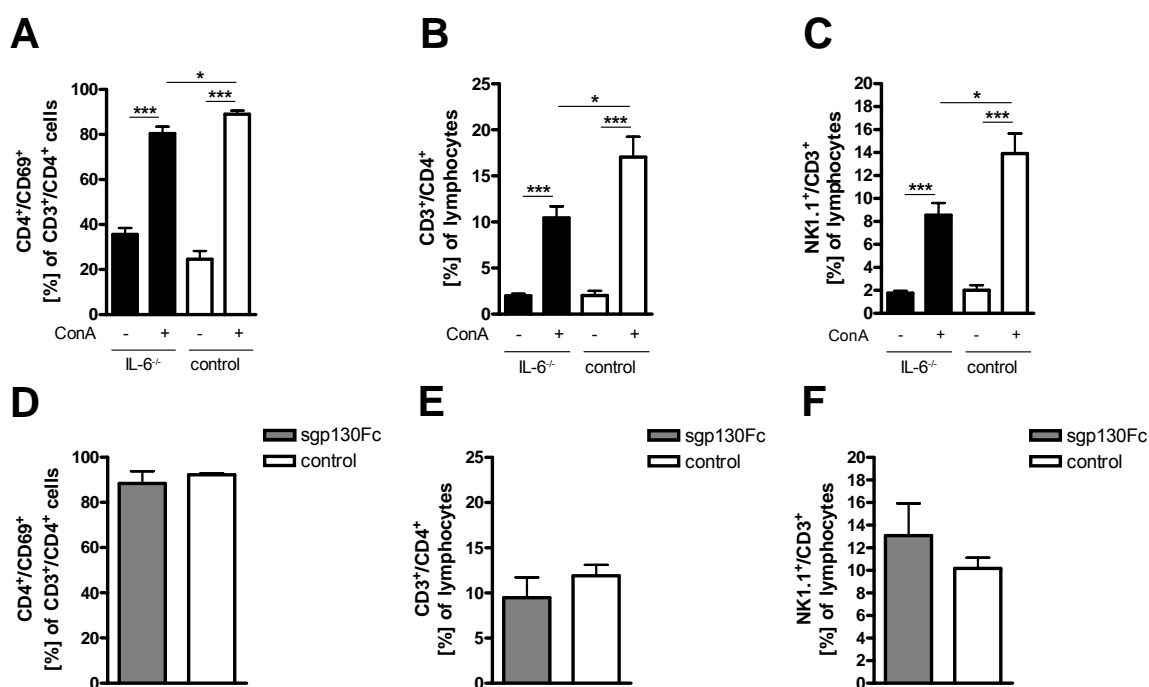 A
CD4⁺/CD69⁺
[%] of CD3⁺/CD4⁺ cells
100
80
60
40
20
0
***
*
***
ConA - + - +
IL-6⁻/⁻ control
B
CD3⁺/CD4⁺
[%] of lymphocytes
25
20
15
10
5
0
***
*
***
ConA - + - +
IL-6⁻/⁻ control
C
NK1.1⁺/CD3⁺
[%] of lymphocytes
20
18
16
14
12
10
8
6
4
2
0
***
*
***
ConA - + - +
IL-6⁻/⁻ control
D
sgp130Fc
control
CD4⁺/CD69⁺
[%] of CD3⁺/CD4⁺ cells
100
80
60
40
20
0
E
sgp130Fc
control
CD3⁺/CD4⁺
[%] of lymphocytes
25
20
15
10
5
0
F
sgp130Fc
control
NK1.1⁺/CD3⁺
[%] of lymphocytes
20
18
16
14
12
10
8
6
4
2
0